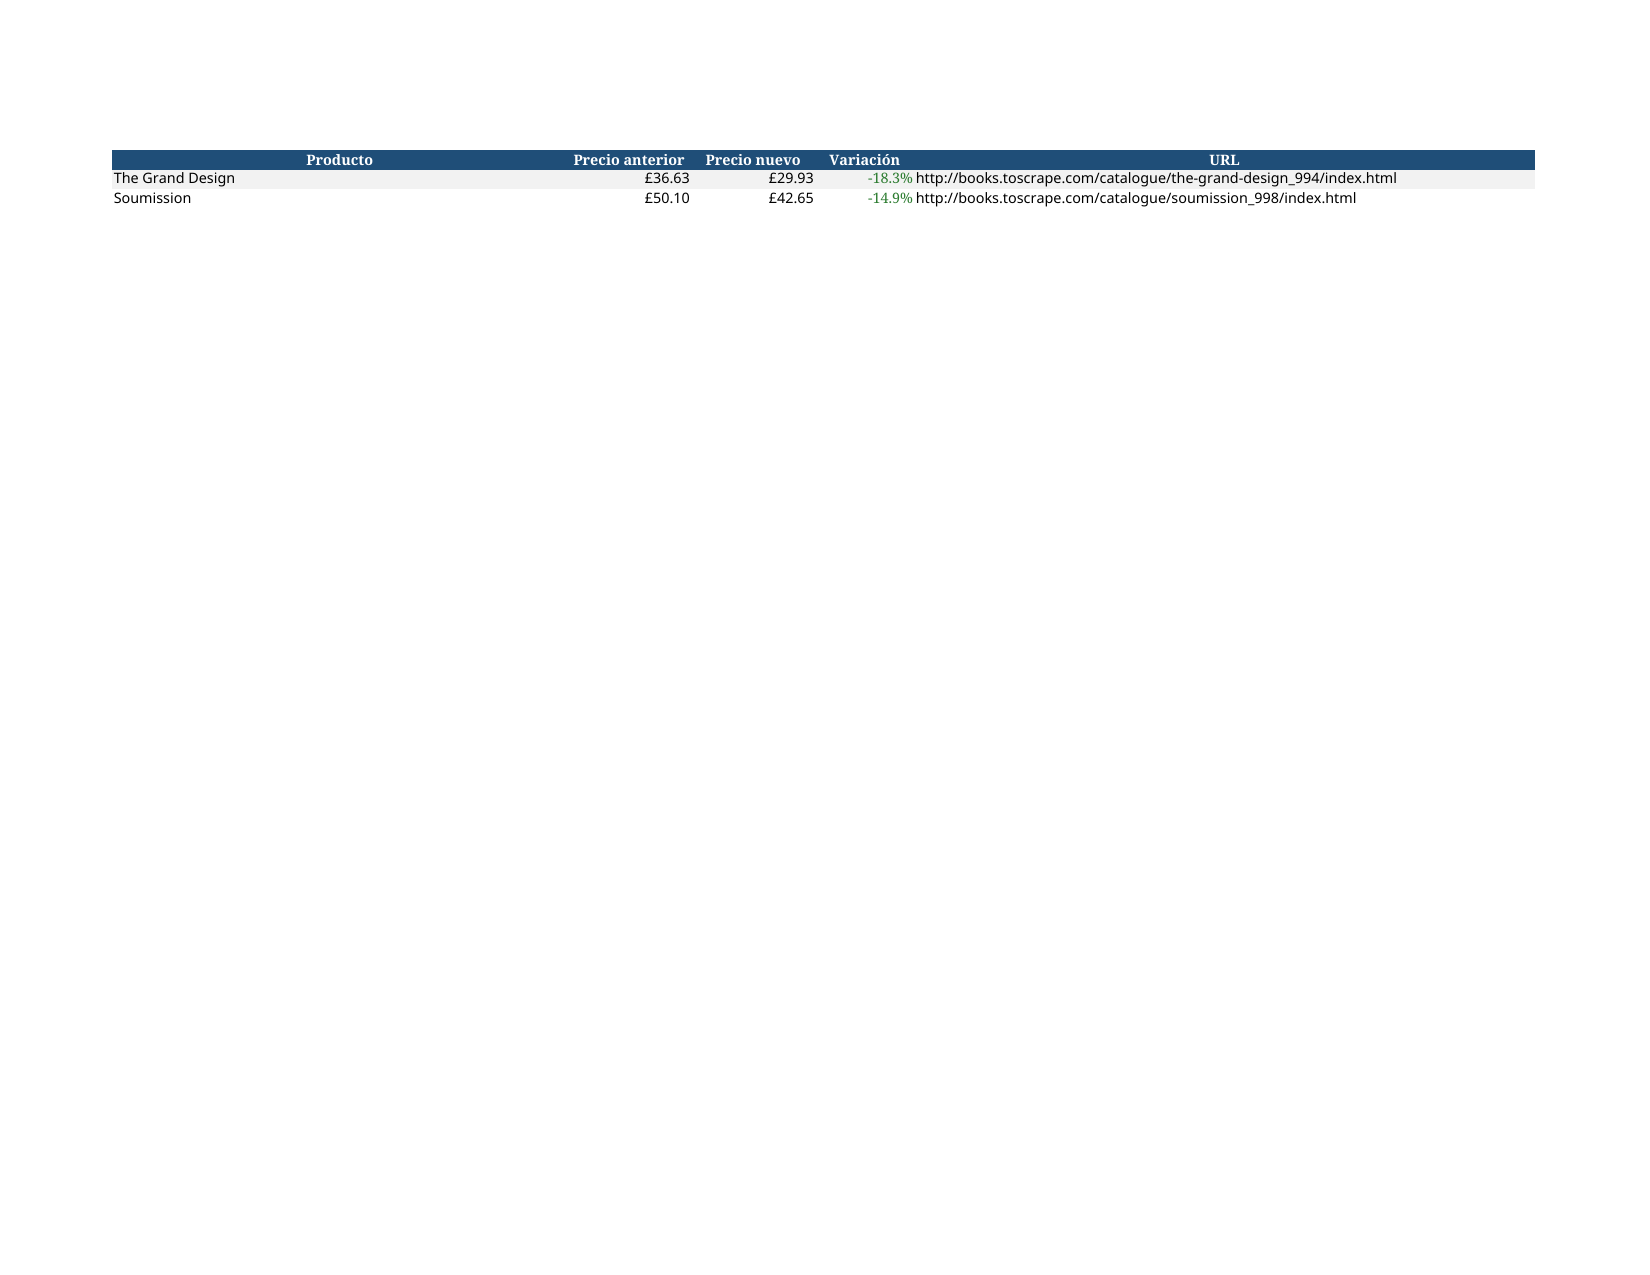 Producto Precio anterior Precio nuevo Variación URL
The Grand Design £36.63 £29.93 -18.3% http://books.toscrape.com/catalogue/the-grand-design_994/index.html
Soumission £50.10 £42.65 -14.9% http://books.toscrape.com/catalogue/soumission_998/index.html